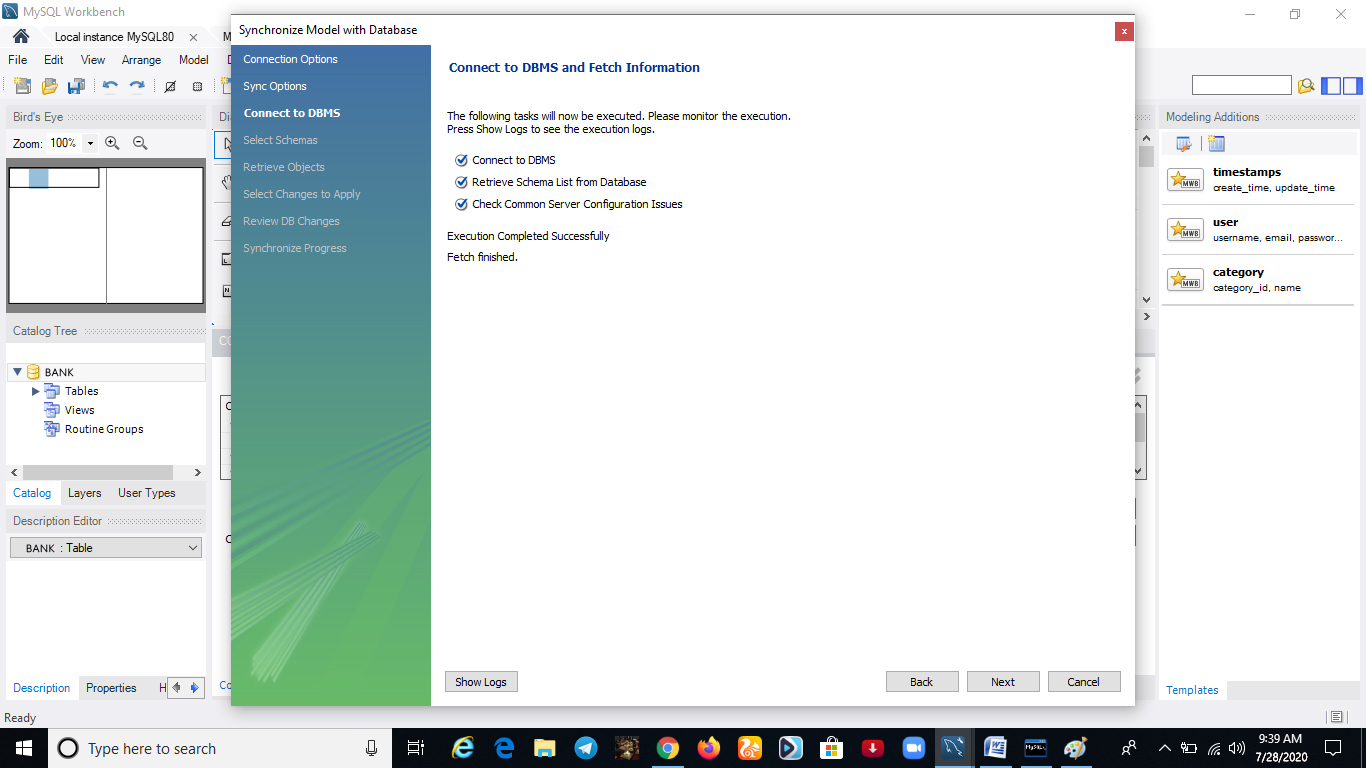 MySQL Workbench
Local instance MySQL80
File Edit View Arrange Model
Bird's Eye
Zoom: 100%
Catalog Tree
BANK
Tables
Views
Routine Groups
Catalog Layers User Types
Description Editor
BANK : Table
Description Properties H
Ready
Synchronize Model with Database
x
Connection Options
Sync Options
Connect to DBMS
Select Schemas
Retrieve Objects
Select Changes to Apply
Review DB Changes
Synchronize Progress
Connect to DBMS and Fetch Information
The following tasks will now be executed. Please monitor the execution.
Press Show Logs to see the execution logs.
Connect to DBMS
Retrieve Schema List from Database
Check Common Server Configuration Issues
Execution Completed Successfully
Fetch finished.
Show Logs Back Next Cancel
Modeling Additions
MWB
timestamps
create_time, update_time
MWB
user
username, email, passwor...
MWB
category
category_id, name
Templates
Type here to search
9:39 AM
7/28/2020